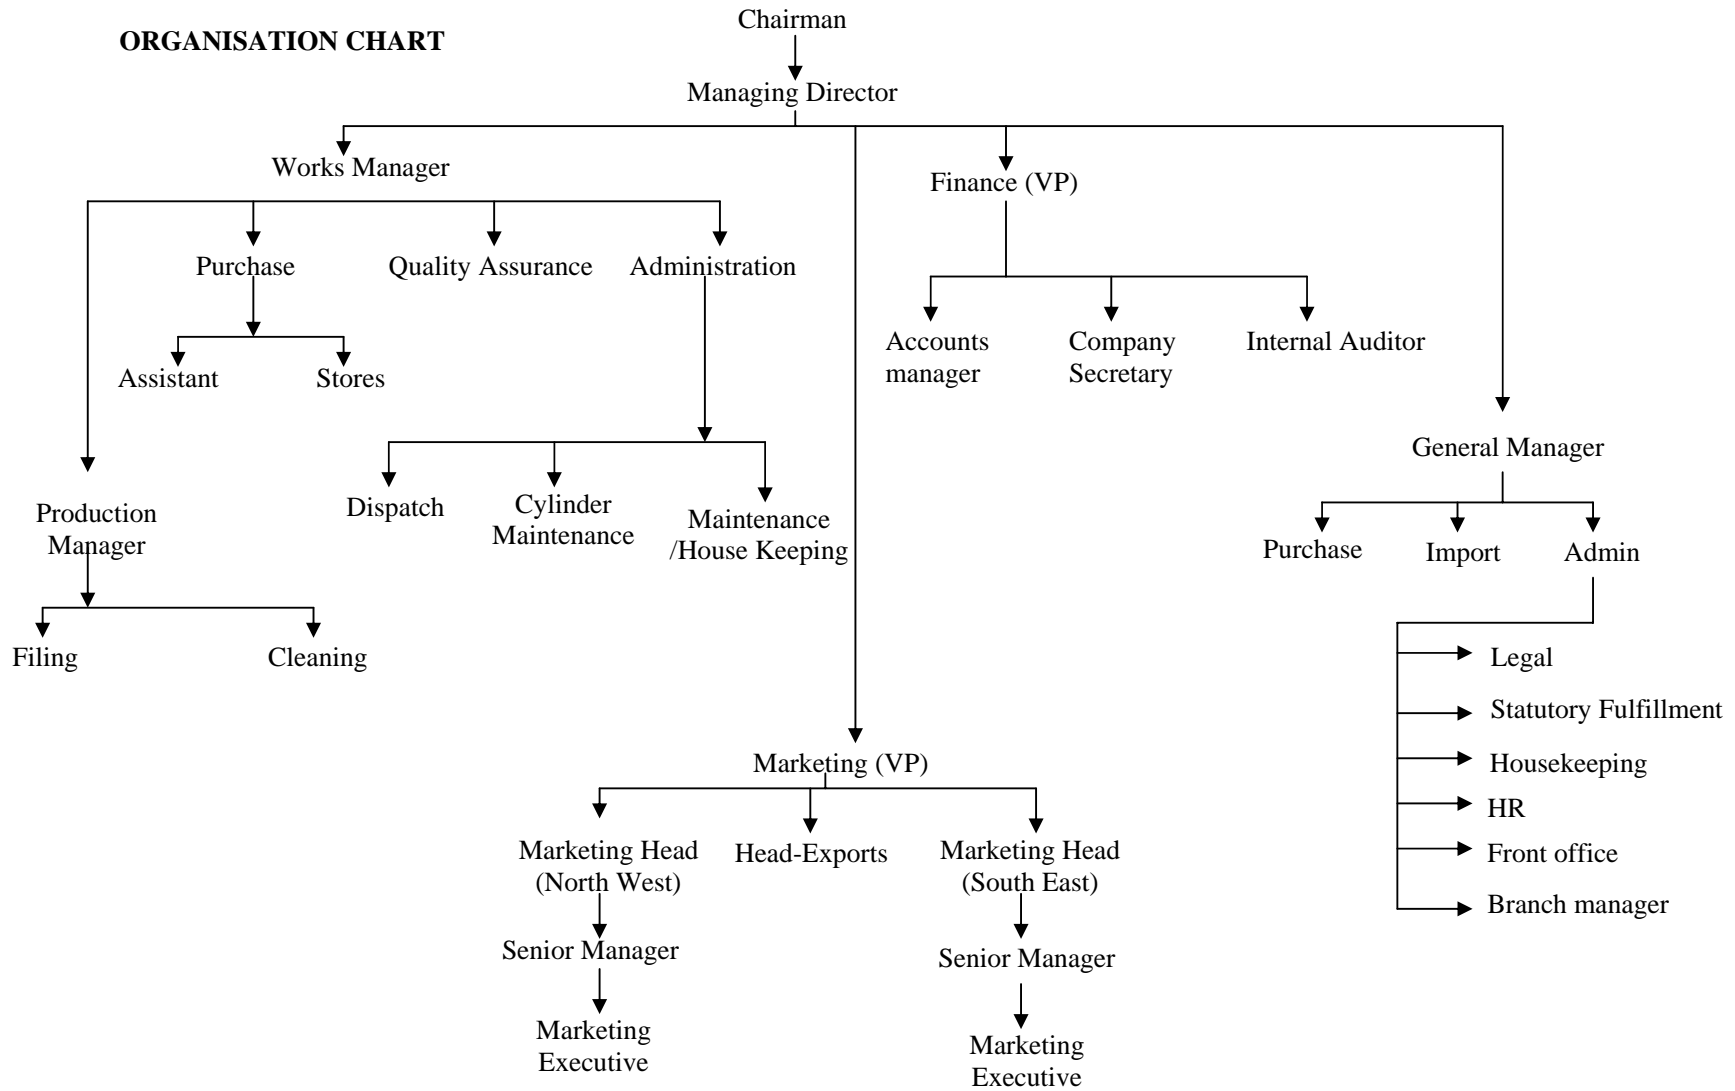 Chairman
ORGANISATION CHART
Managing Director
Works Manager
Finance (VP)
Purchase
Quality Assurance
Administration
Accounts
manager
Company
Secretary
Internal Auditor
Assistant
Stores
General Manager
Production
Manager
Dispatch
Cylinder
Maintenance
Maintenance
/House Keeping
Purchase
Import
Admin
Filing
Cleaning
Legal
Statutory Fulfillment
Housekeeping
HR
Front office
Branch manager
Marketing (VP)
Marketing Head
(North West)
Head-Exports
Marketing Head
(South East)
Senior Manager
Senior Manager
Marketing
Executive
Marketing
Executive